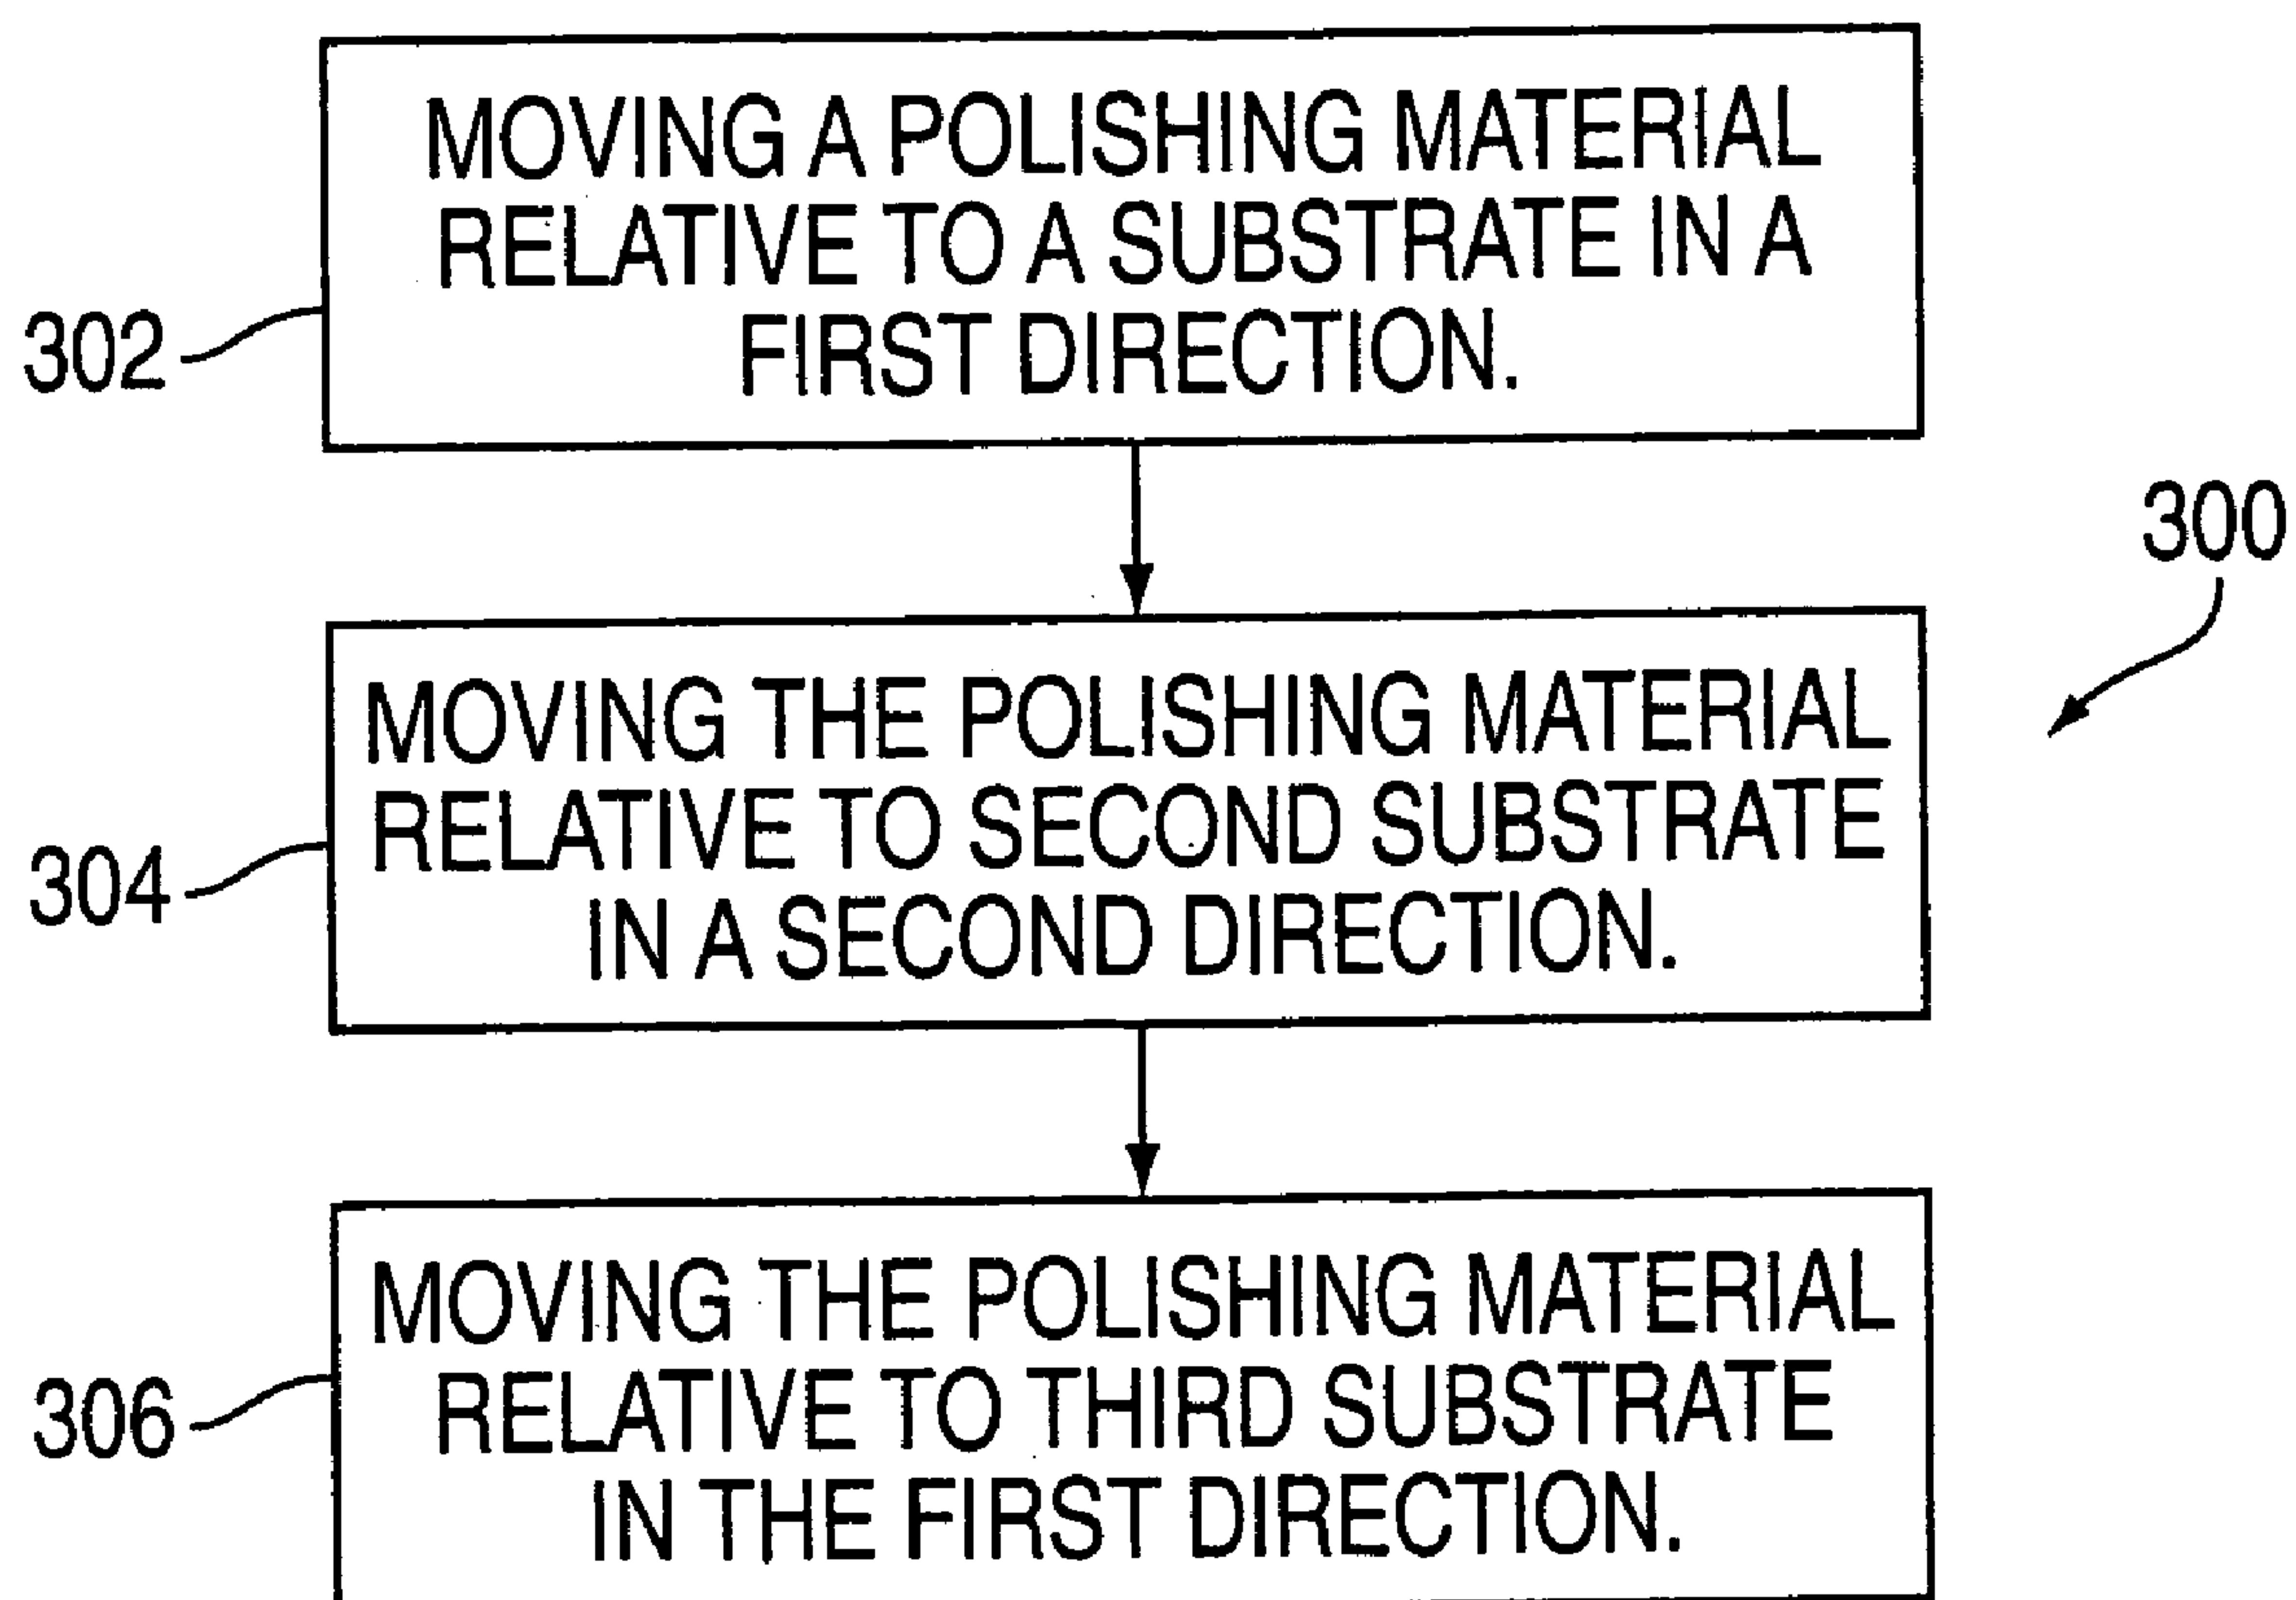 MOVING A POLISHING MATERIAL
RELATIVE TO A SUBSTRATE IN A
FIRST DIRECTION.
302
300
MOVING THE POLISHING MATERIAL
RELATIVE TO SECOND SUBSTRATE
IN A SECOND DIRECTION.
304
MOVING THE POLISHING MATERIAL
RELATIVE TO THIRD SUBSTRATE
IN THE FIRST DIRECTION.
306